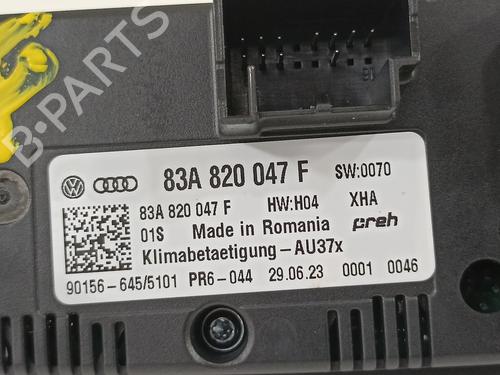 B-PARTS
83A 820 047 F SW:0070
83A 820 047 F HW:H04 XHA
01S Made in Romania preh
Klimabetaetigung-AU37x
90156-645/5101 PR6-044 29.06.23 0001 0046